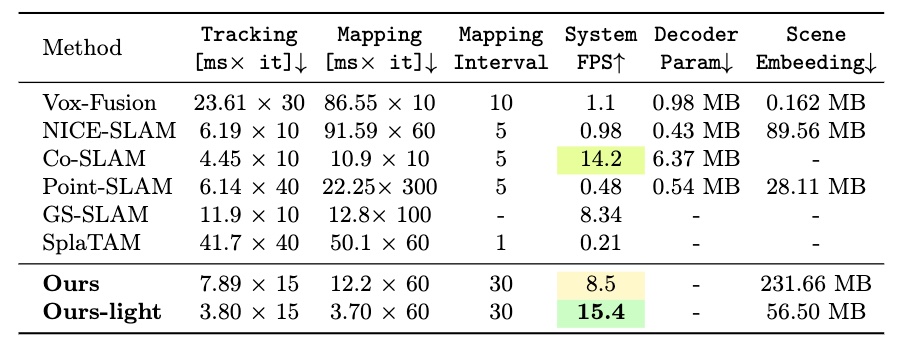 Method Tracking [ms× it]↓ Mapping [ms× it]↓ Mapping Interval System FPS↑ Decoder Param↓ Scene Embeeding↓
Vox-Fusion 23.61 × 30 86.55 × 10 10 1.1 0.98 MB 0.162 MB
NICE-SLAM 6.19 × 10 91.59 × 60 5 0.98 0.43 MB 89.56 MB
Co-SLAM 4.45 × 10 10.9 × 10 5 14.2 6.37 MB -
Point-SLAM 6.14 × 40 22.25× 300 5 0.48 0.54 MB 28.11 MB
GS-SLAM 11.9 × 10 12.8× 100 - 8.34 - -
SplaTAM 41.7 × 40 50.1 × 60 1 0.21 - -
Ours 7.89 × 15 12.2 × 60 30 8.5 - 231.66 MB
Ours-light 3.80 × 15 3.70 × 60 30 15.4 - 56.50 MB